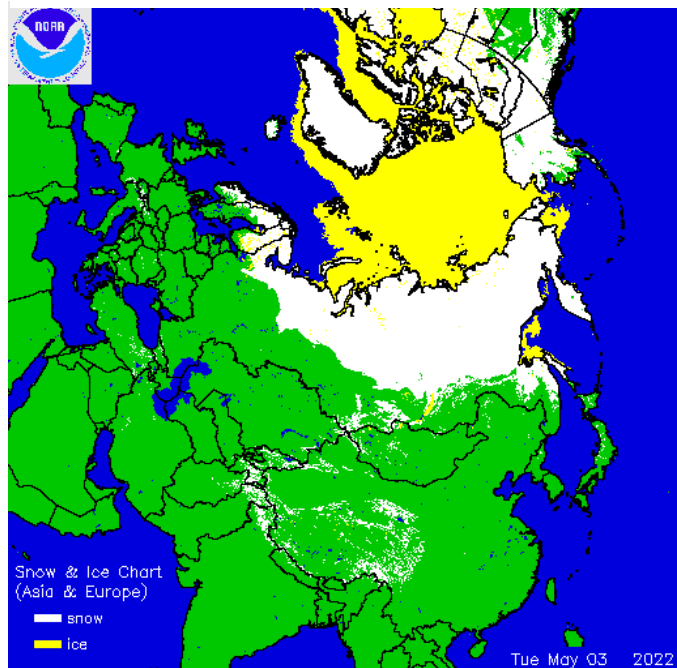 NOAA
Snow & Ice Chart
(Asia & Europe)
snow
ice
Tue May 03 2022